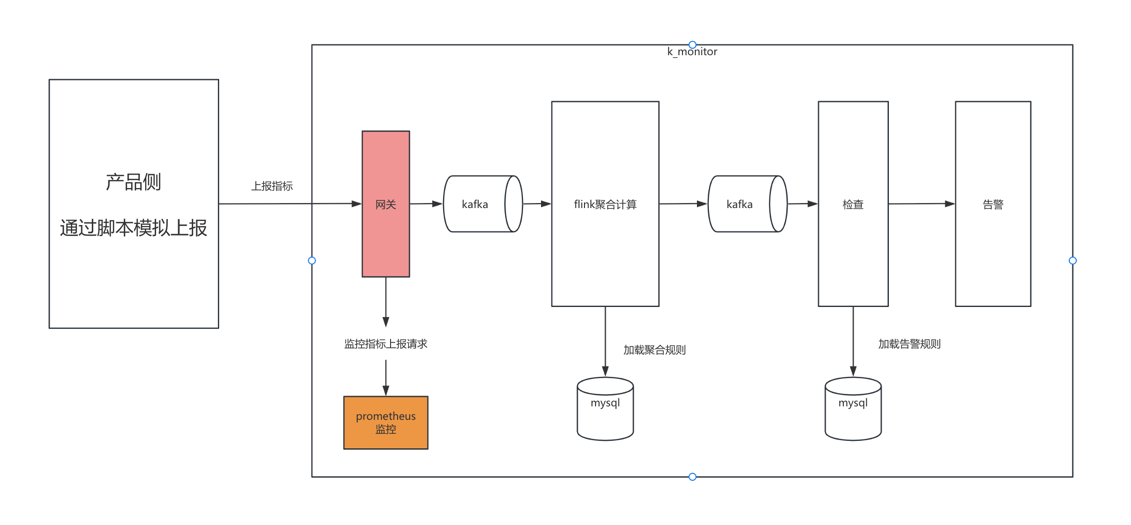 k_monitor
产品侧
通过脚本模拟上报
上报指标
网关
kafka
flink聚合计算
kafka
检查
告警
监控指标上报请求
加载聚合规则
加载告警规则
prometheus
监控
mysql
mysql